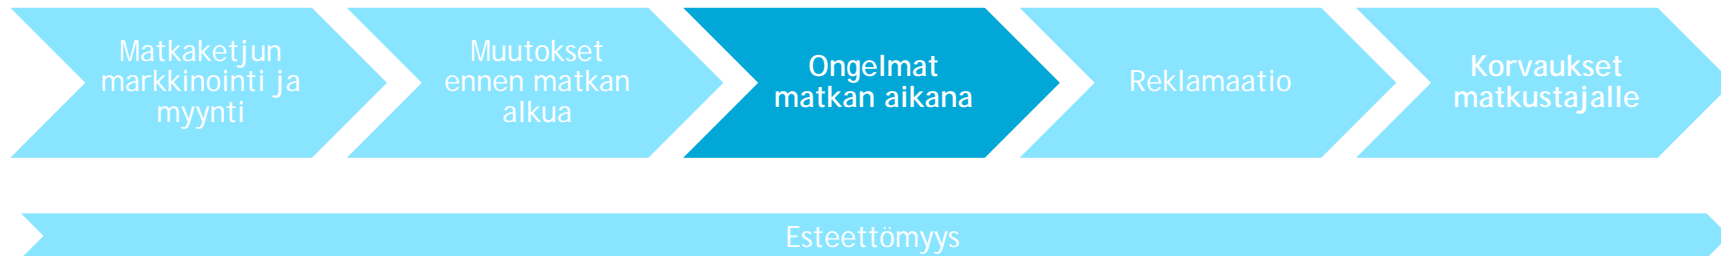 Matkaketjun
markkinointi ja
myynti
Muutokset
ennen matkan
alkua
Ongelmat
matkan aikana
Reklamaatio
Korvaukset
matkustajalle
Esteettömyys